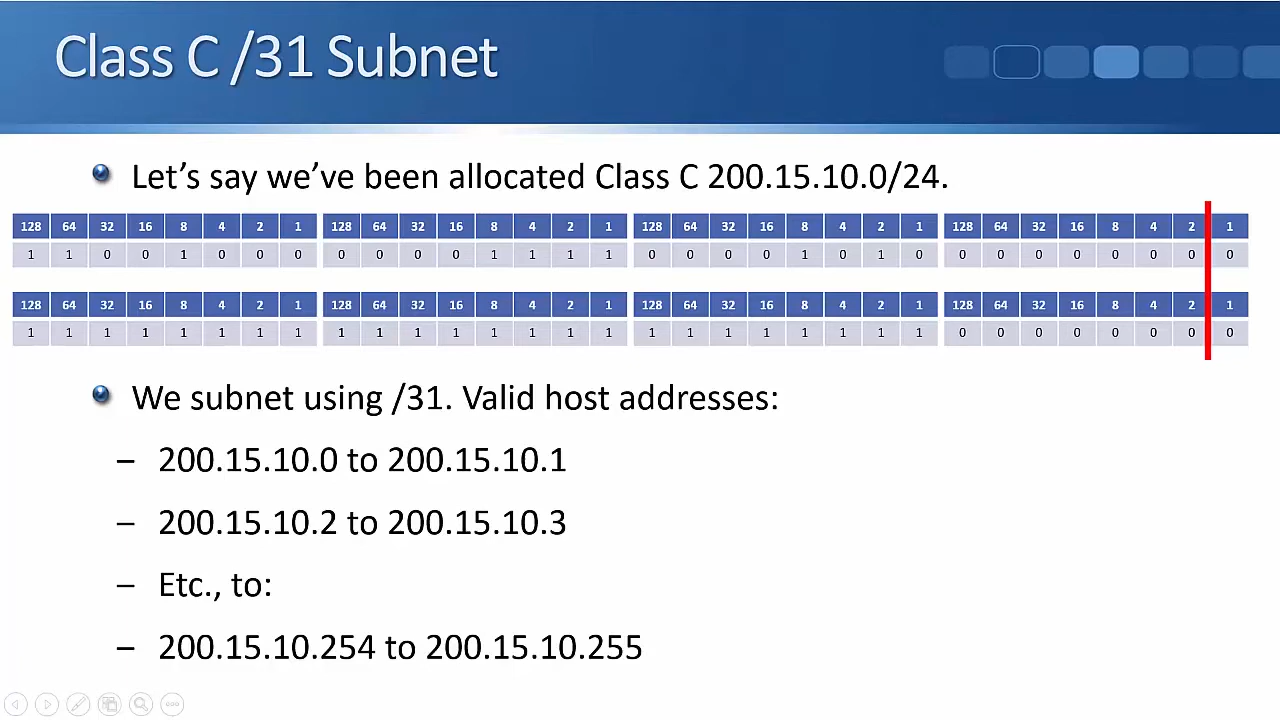 Class C /31 Subnet
Let’s say we’ve been allocated Class C 200.15.10.0/24.
128 64 32 16 8 4 2 1 128 64 32 16 8 4 2 1 128 64 32 16 8 4 2 1 128 64 32 16 8 4 2 1
1 1 0 0 1 0 0 0 0 0 0 0 1 1 1 1 0 0 0 0 1 0 1 0 0 0 0 0 0 0 0 0
128 64 32 16 8 4 2 1 128 64 32 16 8 4 2 1 128 64 32 16 8 4 2 1 128 64 32 16 8 4 2 1
1 1 1 1 1 1 1 1 1 1 1 1 1 1 1 1 1 1 1 1 1 1 1 1 0 0 0 0 0 0 0 0
We subnet using /31. Valid host addresses:
– 200.15.10.0 to 200.15.10.1
– 200.15.10.2 to 200.15.10.3
– Etc., to:
– 200.15.10.254 to 200.15.10.255